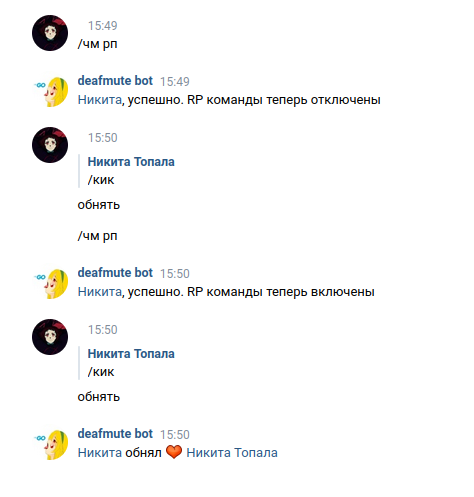 15:49
/чм рп
deafmute bot 15:49
Никита, успешно. RP команды теперь отключены
15:50
Никита Топала
/кик
обнять
/чм рп
deafmute bot 15:50
Никита, успешно. RP команды теперь включены
15:50
Никита Топала
/кик
обнять
deafmute bot 15:50
Никита обнял ❤️ Никита Топала